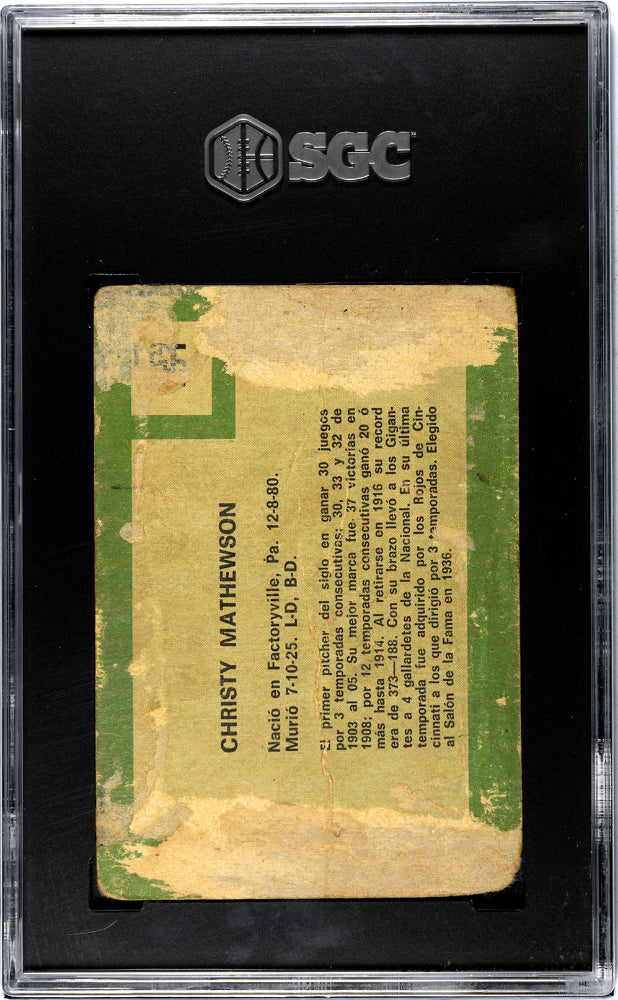 SGC
CHRISTY MATHEWSON
Nació en Factoryville, Pa. 12-8-80.
Murió 7-10-25. L-D, B-D.
El primer pitcher del siglo en ganar 30 juegos
por 3 temporadas consecutivas: 30, 33 y 32 de
1903 al 05. Su mejor marca fue 37 victorias en
1908; por 12 temporadas consecutivas ganó 20 ó
más hasta 1914. Al retirarse en 1916 su record
era de 373—188. Con su brazo llevó a los Gigan-
tes a 4 gallardetes de la Nacional. En su última
temporada fue adquirido por los Rojos de Cin-
cinnati a los que dirigió por 3 temporadas. Elegido
al Salón de la Fama en 1936.